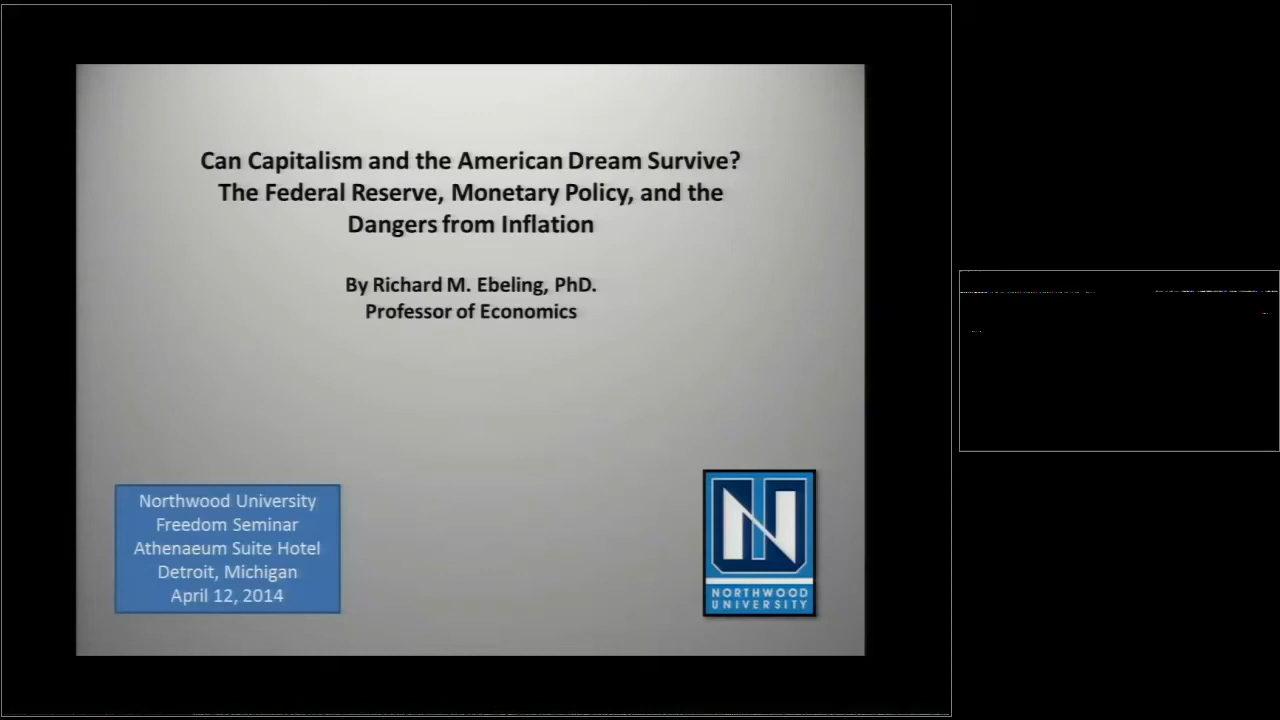 Can Capitalism and the American Dream Survive?
The Federal Reserve, Monetary Policy, and the
Dangers from Inflation
By Richard M. Ebeling, PhD.
Professor of Economics
Northwood University
Freedom Seminar
Athenaeum Suite Hotel
Detroit, Michigan
April 12, 2014
NORTHWOOD
UNIVERSITY